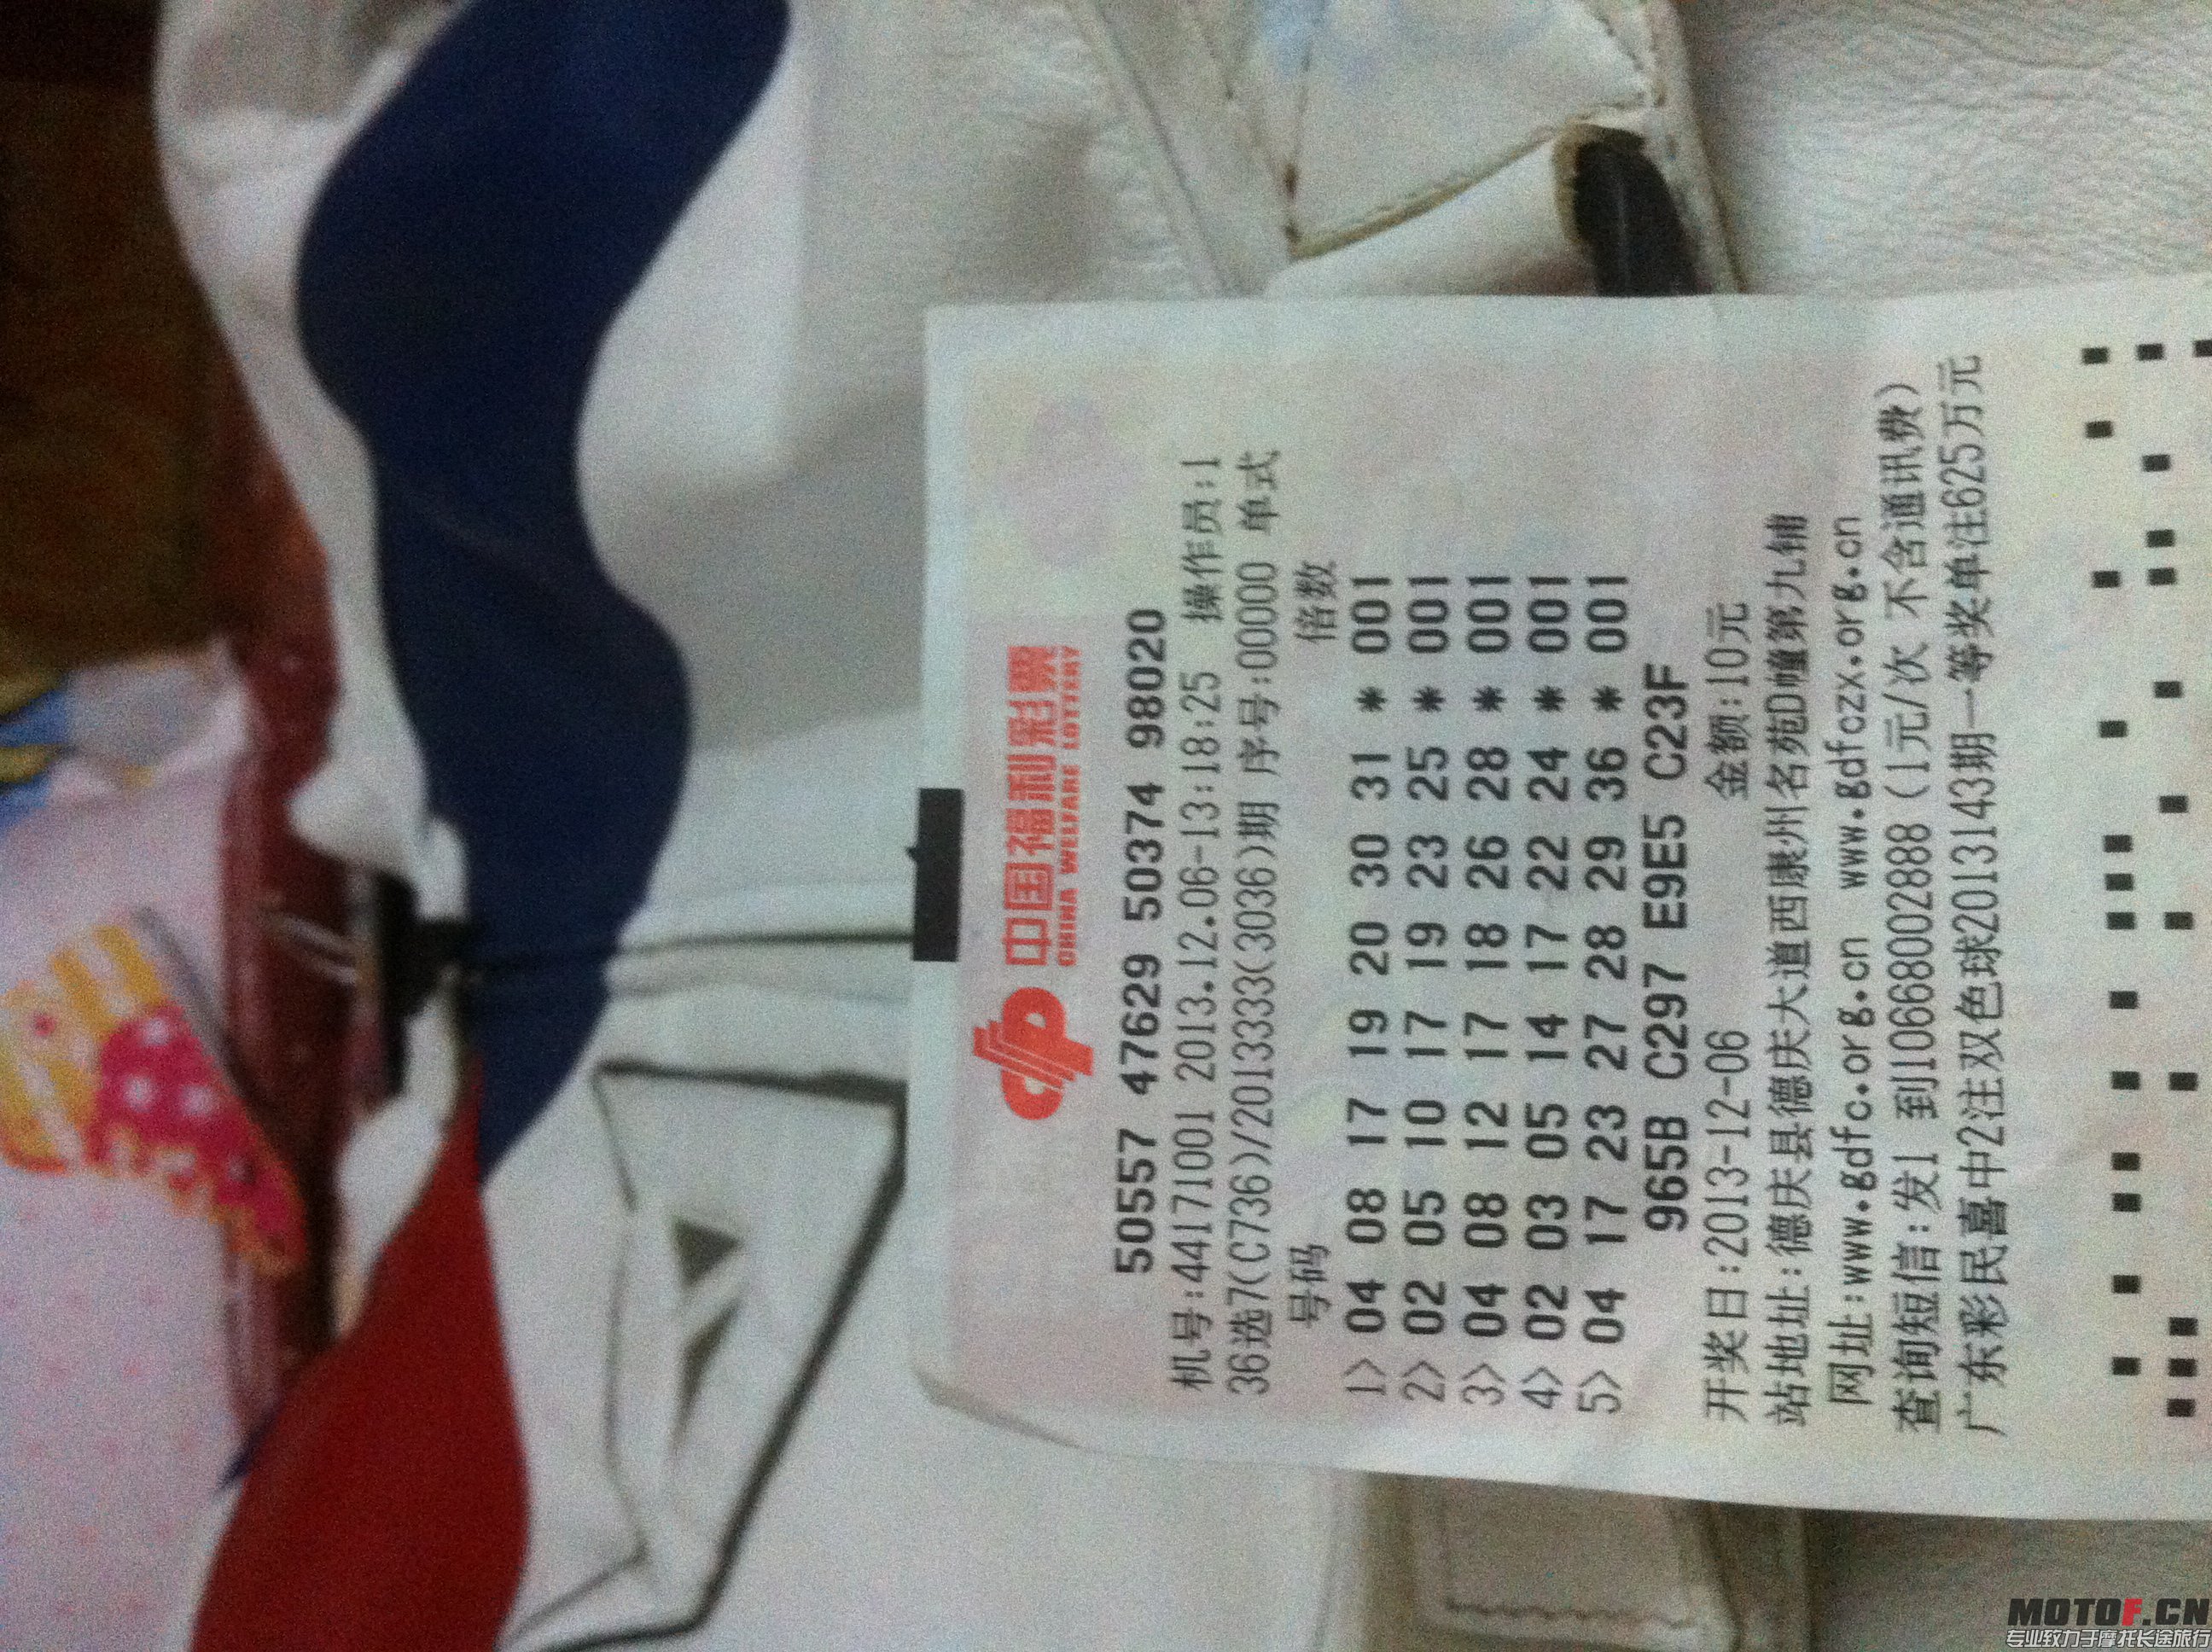 中国福利彩票
CHINA WELFARE LOTTERY
50557 47629 50374 98020
机号:44171001 2013.12.06-13:18:25 操作员:1
36选7(C736)/2013333(3036)期 序号:00000 单式
号码 倍数
1> 04 08 17 19 20 30 31 * 001
2> 02 05 10 17 19 23 25 * 001
3> 04 08 12 17 18 26 28 * 001
4> 02 03 05 14 17 22 24 * 001
5> 04 17 23 27 28 29 36 * 001
965B C297 E9E5 C23F
开奖日:2013-12-06 金额:10元
站地址:德庆县德庆大道西康州名苑D幢第九铺
网址:www.gdfc.org.cn www.gdfczx.org.cn
查询短信:发1 到10668002888(1元/次 不含通讯费)
广东彩民喜中2注双色球2013143期一等奖单注625万元
MOTOF.CN
专业致力于摩托长途旅行